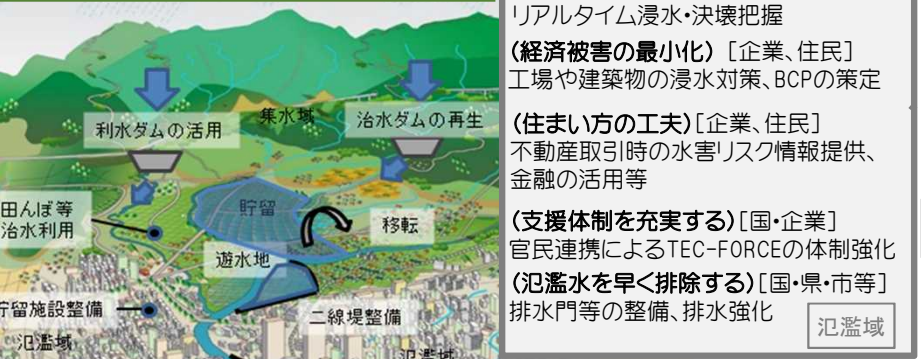 利水ダムの活用
集水域
治水ダムの再生
田んぼ等
治水利用
貯留
移転
遊水地
貯留施設整備
二線堤整備
氾濫域
氾濫域
リアルタイム浸水・決壊把握
(経済被害の最小化) [企業、住民]
工場や建築物の浸水対策、BCPの策定
(住まい方の工夫)[企業、住民]
不動産取引時の水害リスク情報提供、
金融の活用等
(支援体制を充実する)[国・企業]
官民連携によるTEC-FORCEの体制強化
(氾濫水を早く排除する)[国・県・市等]
排水門等の整備、排水強化
氾濫域